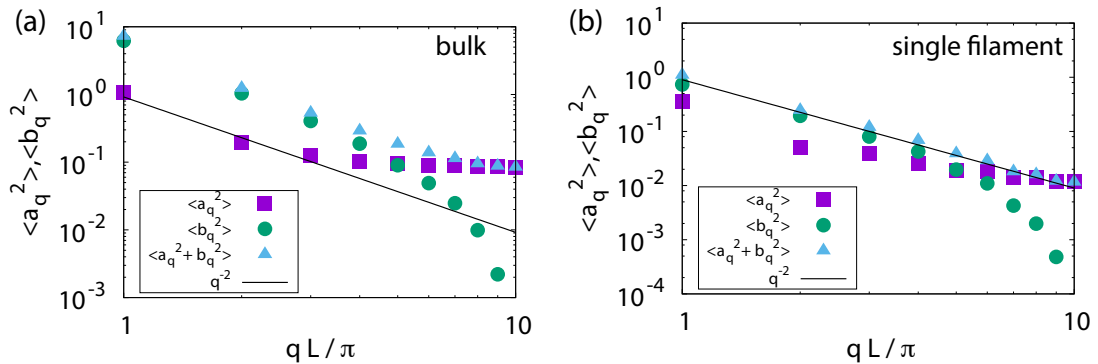 (a)
bulk
<a_q^2>,<b_q^2>
10^1
10^0
10^-1
10^-2
10^-3
<a_q^2>
<b_q^2>
<a_q^2+b_q^2>
q^-2
1
10
q L / π
(b)
single filament
<a_q^2>,<b_q^2>
10^1
10^0
10^-1
10^-2
10^-3
10^-4
<a_q^2>
<b_q^2>
<a_q^2+b_q^2>
q^-2
1
10
q L / π